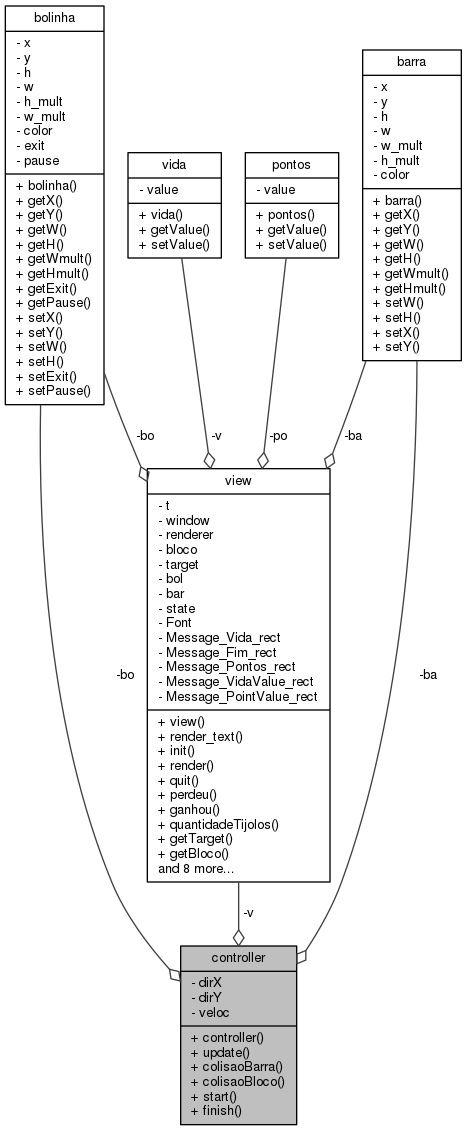 bolinha
- x
- y
- h
- w
- h_mult
- w_mult
- color
- exit
- pause
+ bolinha()
+ getX()
+ getY()
+ getW()
+ getH()
+ getWmult()
+ getHmult()
+ getExit()
+ getPause()
+ setX()
+ setY()
+ setW()
+ setH()
+ setExit()
+ setPause()
vida
- value
+ vida()
+ getValue()
+ setValue()
pontos
- value
+ pontos()
+ getValue()
+ setValue()
barra
- x
- y
- h
- w
- w_mult
- h_mult
- color
+ barra()
+ getX()
+ getY()
+ getW()
+ getH()
+ getWmult()
+ getHmult()
+ setW()
+ setH()
+ setX()
+ setY()
-bo
-v
-po
-ba
view
- t
- window
- renderer
- bloco
- target
- bol
- bar
- state
- Font
- Message_Vida_rect
- Message_Fim_rect
- Message_Pontos_rect
- Message_VidaValue_rect
- Message_PointValue_rect
+ view()
+ render_text()
+ init()
+ render()
+ quit()
+ perdeu()
+ ganhou()
+ quantidadeTijolos()
+ getTarget()
+ getBloco()
and 8 more...
-bo
-ba
-v
controller
- dirX
- dirY
- veloc
+ controller()
+ update()
+ colisaoBarra()
+ colisaoBloco()
+ start()
+ finish()